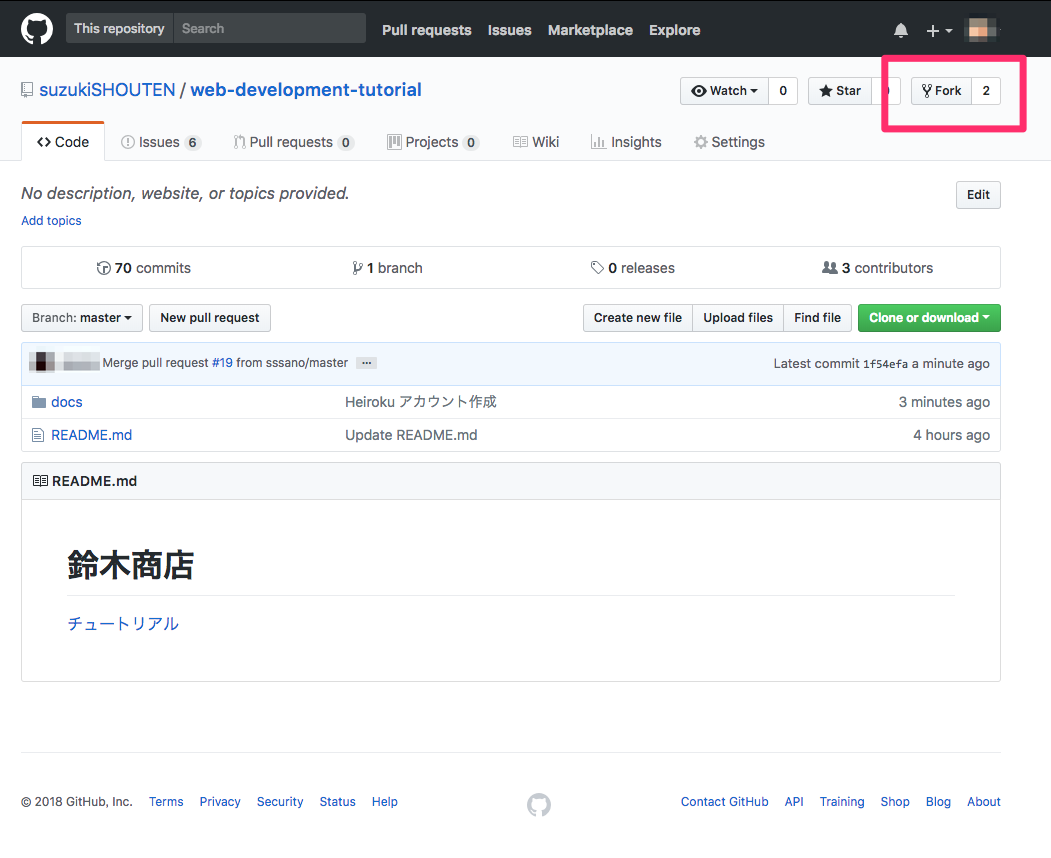 This repository Search Pull requests Issues Marketplace Explore
suzukiSHOUTEN / web-development-tutorial Watch 0 Star Fork 2
Code Issues 6 Pull requests 0 Projects 0 Wiki Insights Settings
No description, website, or topics provided. Edit
Add topics
70 commits 1 branch 0 releases 3 contributors
Branch: master New pull request Create new file Upload files Find file Clone or download
Merge pull request #19 from sssano/master ... Latest commit 1f54efa a minute ago
docs Heiroku アカウント作成 3 minutes ago
README.md Update README.md 4 hours ago
README.md
鈴木商店
チュートリアル
© 2018 GitHub, Inc. Terms Privacy Security Status Help Contact GitHub API Training Shop Blog About